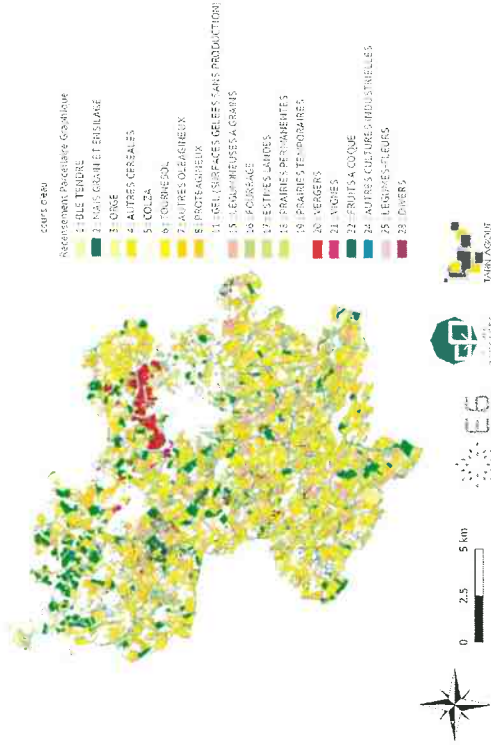 cours d'eau
Recensement Parcellaire Graphique
1 : BLE TENDRE
2 : MAIS GRAIN ET ENSILAGE
3 : ORGE
4 : AUTRES CEREALES
5 : COLZA
6 : TOURNESOL
7 : AUTRES OLEAGINEUX
8 : PROTEAGINEUX
11 : GEL (SURFACES GELEES SANS PRODUCTION)
15 : LEGUMINEUSES A GRAINS
16 : FOURRAGE
17 : ESTIVES LANDES
18 : PRAIRIES PERMANENTES
19 : PRAIRIES TEMPORAIRES
20 : VERGERS
21 : VIGNES
22 : FRUITS A COQUE
24 : AUTRES CULTURES INDUSTRIELLES
25 : LEGUMES-FLEURS
28 : DIVERS
0 2.5 5 km
TARN AGOUT